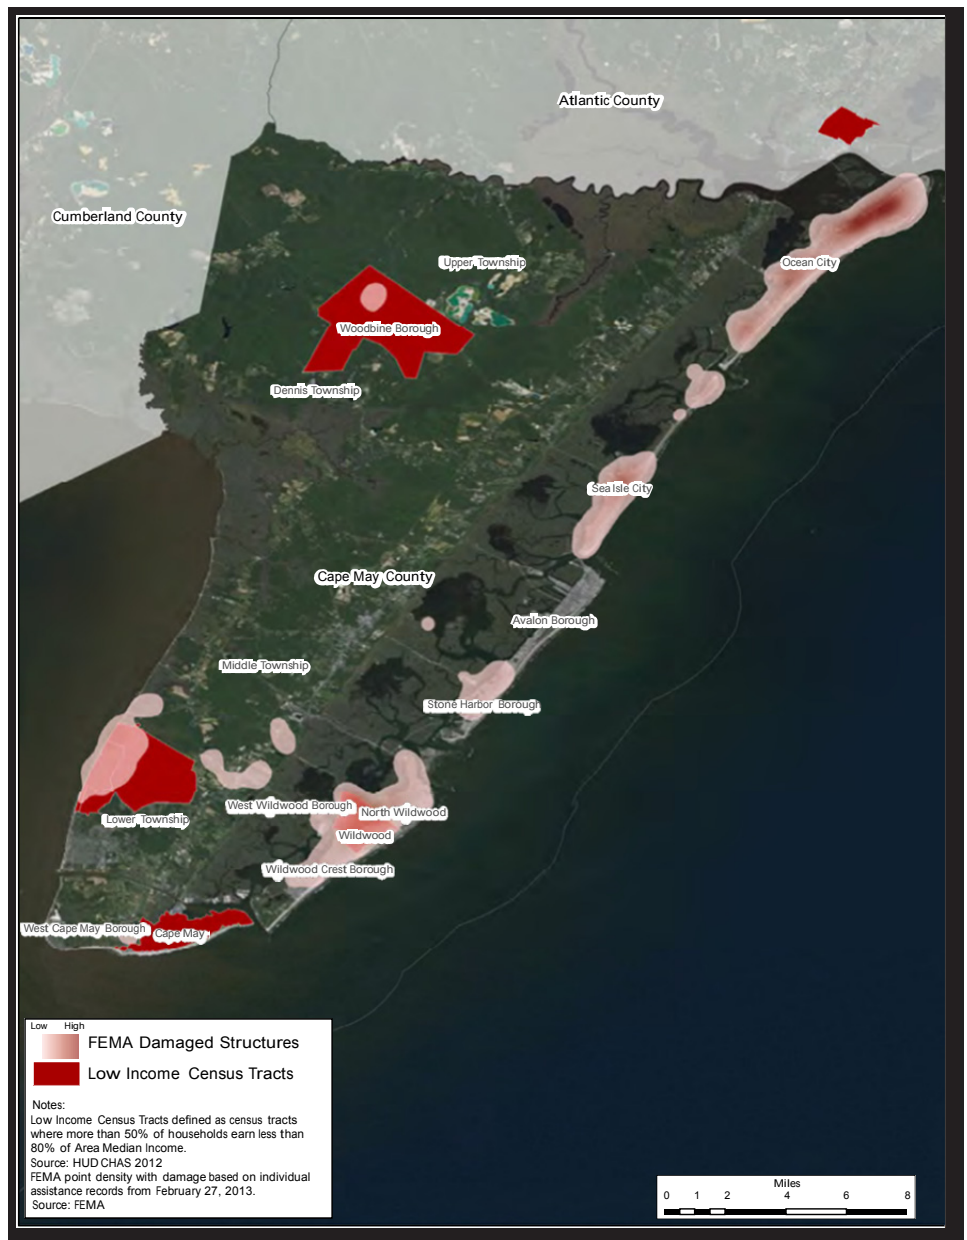 Atlantic County
Cumberland County
Upper Township
Ocean City
Woodbine Borough
Dennis Township
Sea Isle City
Cape May County
Avalon Borough
Middle Township
Stone Harbor Borough
West Wildwood Borough
North Wildwood
Lower Township
Wildwood
Wildwood Crest Borough
West Cape May Borough
Cape May
Low High
FEMA Damaged Structures
Low Income Census Tracts
Notes:
Low Income Census Tracts defined as census tracts
where more than 50% of households earn less than
80% of Area Median Income.
Source: HUD CHAS 2012
FEMA point density with damage based on individual
assistance records from February 27, 2013.
Source: FEMA
Miles
0 1 2 4 6 8